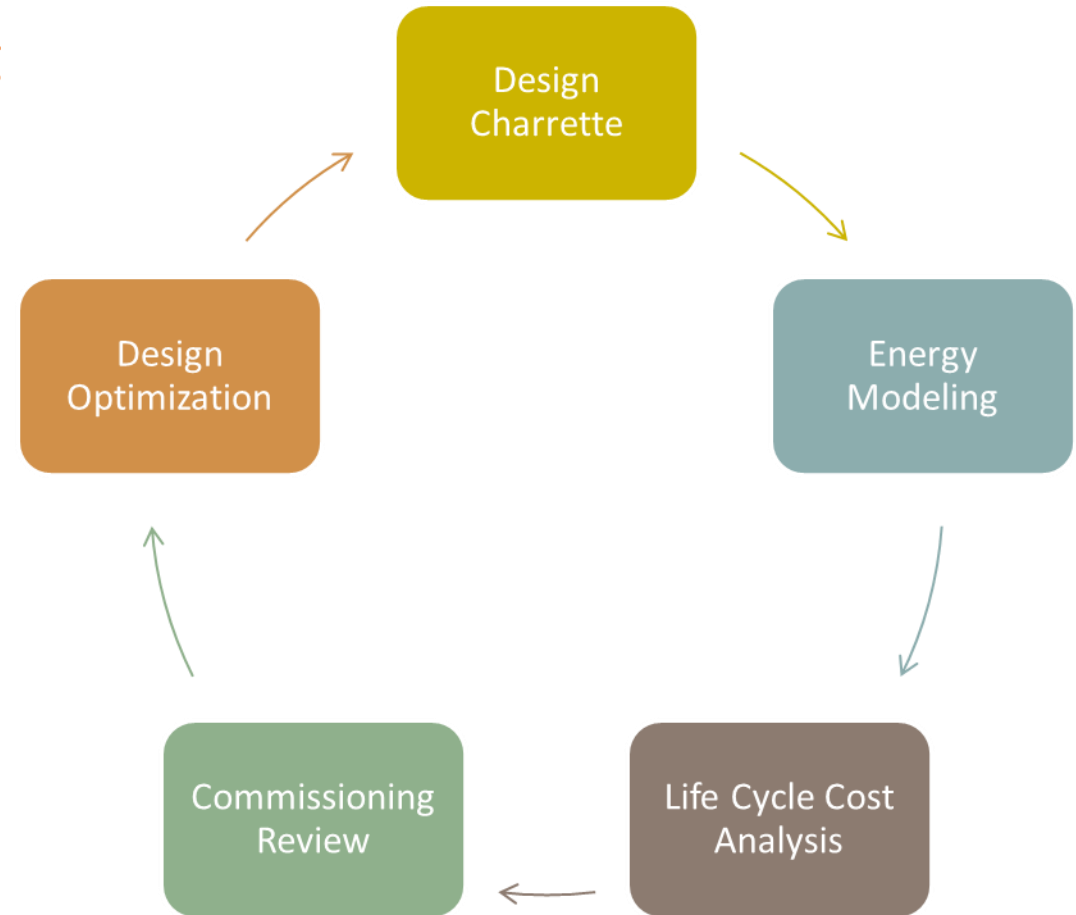 Design
Charrette
Energy
Modeling
Life Cycle Cost
Analysis
Commissioning
Review
Design
Optimization